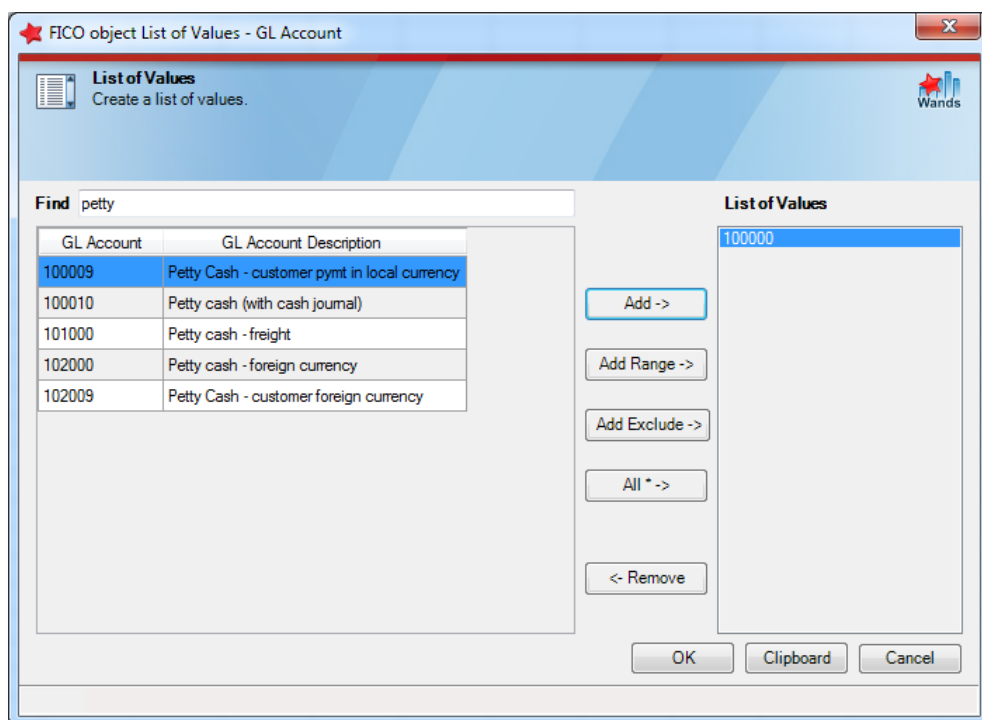 FICO object List of Values - GL Account
List of Values
Create a list of values.
Wands
Find petty
List of Values
GL Account GL Account Description
100009 Petty Cash - customer pymt in local currency
100010 Petty cash (with cash journal)
101000 Petty cash - freight
102000 Petty cash - foreign currency
102009 Petty Cash - customer foreign currency
100000
Add ->
Add Range ->
Add Exclude ->
All * ->
<- Remove
OK Clipboard Cancel